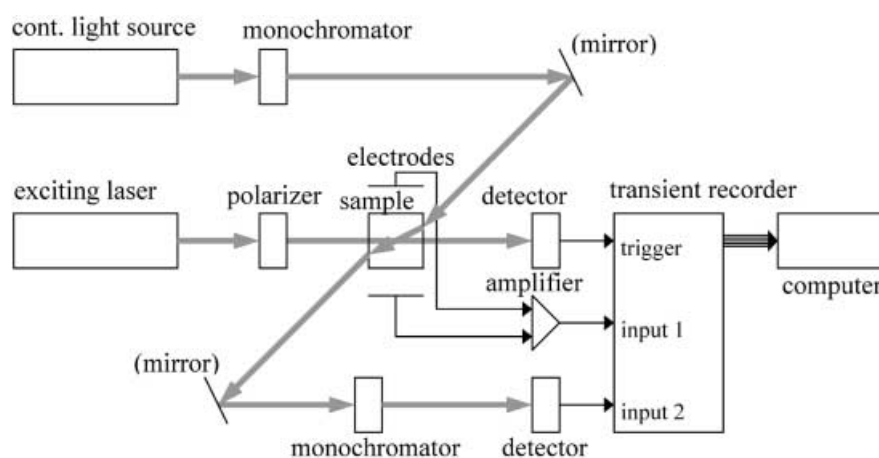 cont. light source
monochromator
(mirror)
electrodes
exciting laser
polarizer
sample
detector
transient recorder
trigger
amplifier
computer
input 1
(mirror)
input 2
monochromator
detector